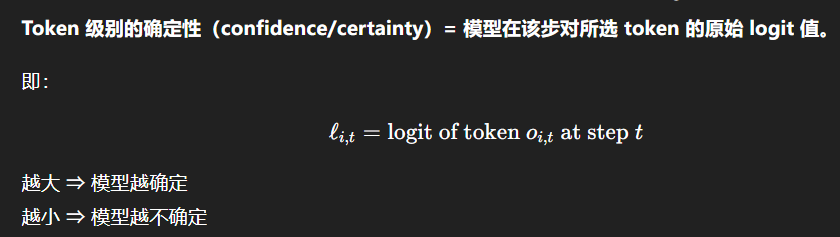 Token 级别的确定性（confidence/certainty）= 模型在该步对所选 token 的原始 logit 值。
即：
ℓ_{i,t} = logit of token o_{i,t} at step t
越大 ⇒ 模型越确定
越小 ⇒ 模型越不确定